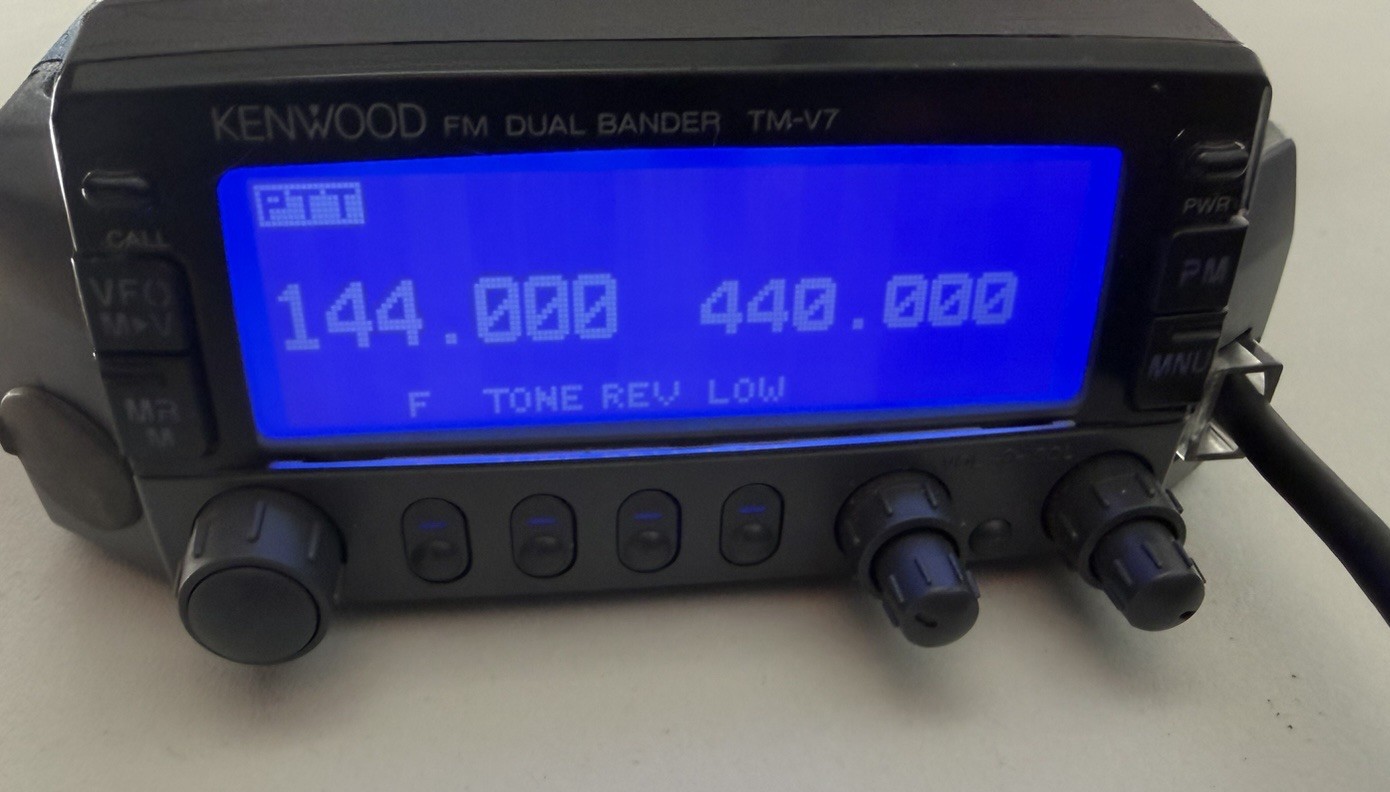 KENWOOD FM DUAL BANDER TM-V7
PTT
CALL
PWR
VFO
M▶V
PM
144.000 440.000
MNU
MR
M
F TONE REV LOW